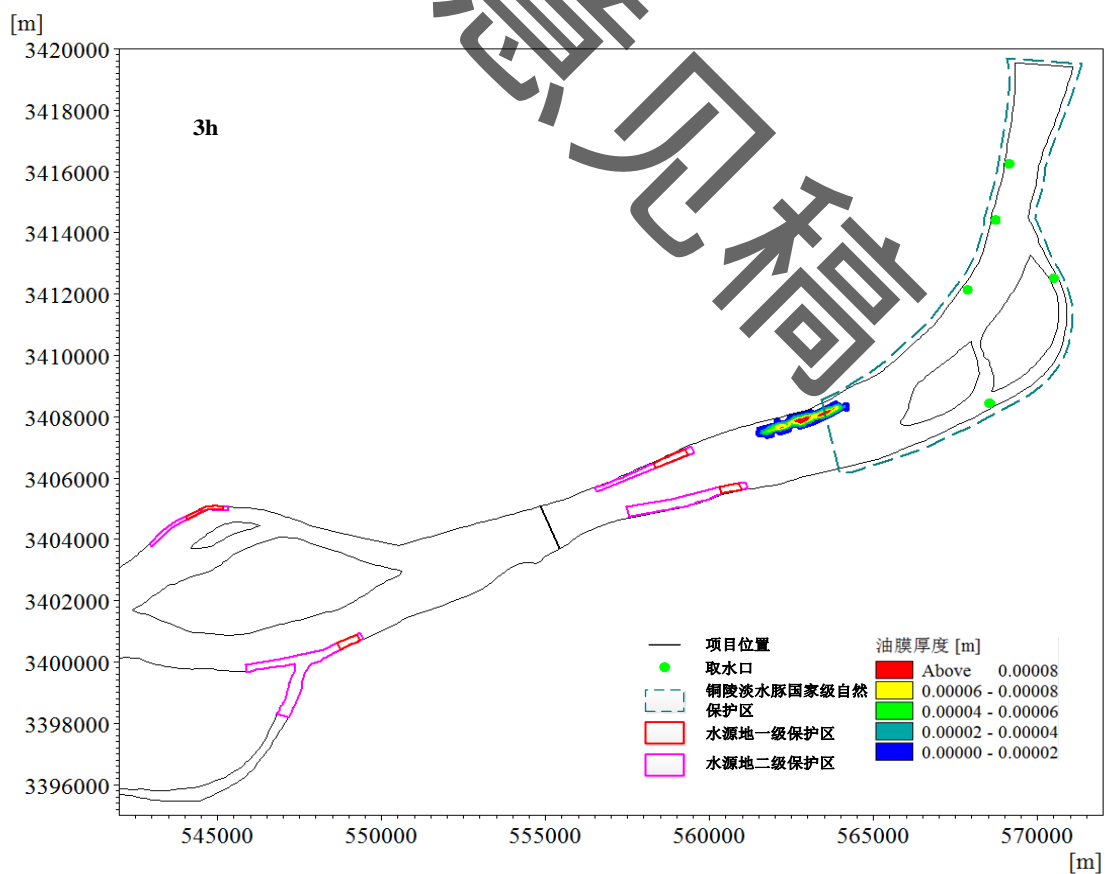 [m]
3420000
3418000
3416000
3414000
3412000
3410000
3408000
3406000
3404000
3402000
3400000
3398000
3396000
3h
意见稿
项目位置
取水口
铜陵淡水豚国家级自然
保护区
水源地一级保护区
水源地二级保护区
油膜厚度 [m]
Above 0.00008
0.00006 - 0.00008
0.00004 - 0.00006
0.00002 - 0.00004
0.00000 - 0.00002
545000
550000
555000
560000
565000
570000
[m]